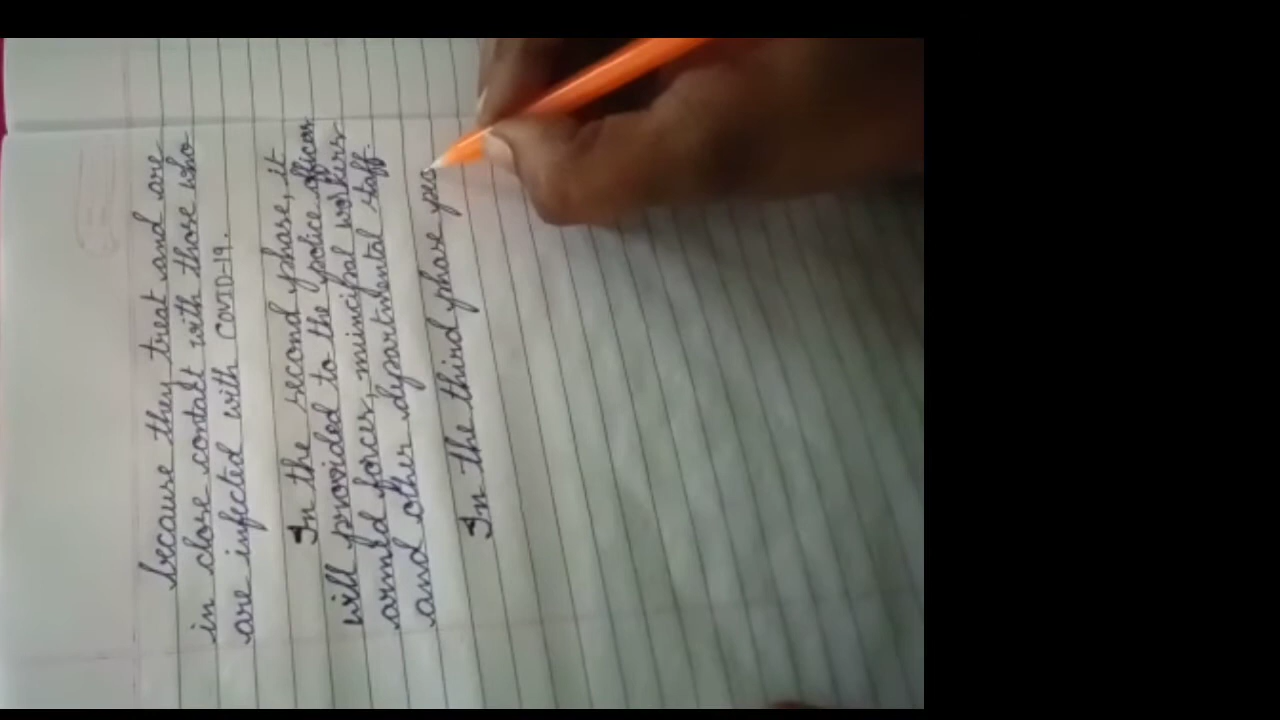 because they treat and are
in close contact with those who
are infected with COVID-19.
In the second phase, it
will provided to the police officers
armed forces, muincipal workers
and other departmental staff.
In the third phase peo